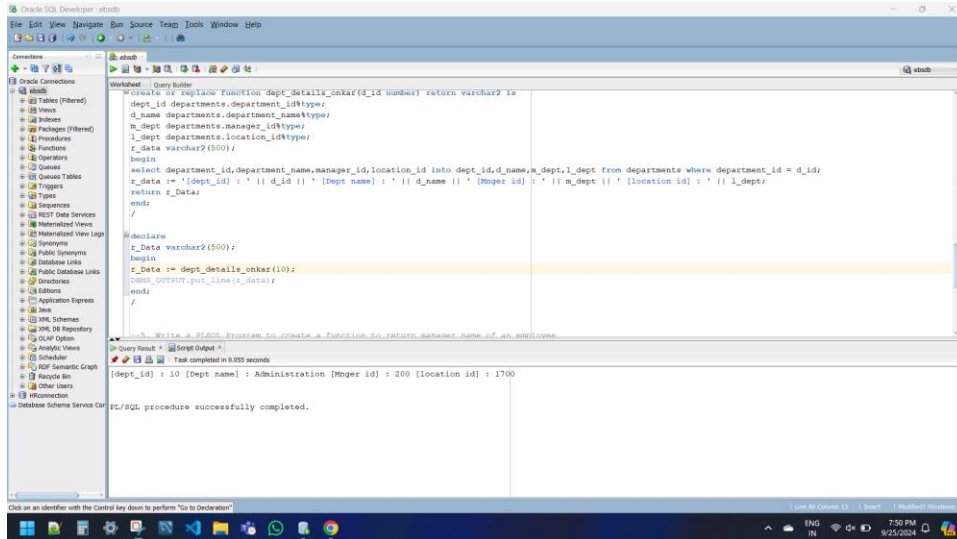 Oracle SQL Developer : ebsdb
File Edit View Navigate Run Source Team Tools Window Help
Connections
ebsdb
Oracle Connections
ebsdb
Tables (Filtered)
Views
Indexes
Packages (Filtered)
Procedures
Functions
Operators
Queues
Queues Tables
Triggers
Types
Sequences
REST Data Services
Materialized Views
Materialized View Logs
Synonyms
Public Synonyms
Database Links
Public Database Links
Directories
Editions
Application Express
Java
XML Schemas
XML DB Repository
OLAP Option
Analytic Views
Scheduler
RDF Semantic Graph
Recycle Bin
Other Users
HRconnection
Database Schema Service Cor
ebsdb
Worksheet Query Builder
create or replace function dept_details_onkar(d_id number) return varchar2 is
dept_id departments.department_id%type;
d_name departments.department_name%type;
m_dept departments.manager_id%type;
l_dept departments.location_id%type;
r_data varchar2(500);
begin
select department_id,department_name,manager_id,location_id into dept_id,d_name,m_dept,l_dept from departments where department_id = d_id;
r_data := '[dept_id] : ' || d_id || ' [Dept name] : ' || d_name || ' [Mnger id] : ' || m_dept || ' [location id] : ' || l_dept;
return r_Data;
end;
/
declare
r_Data varchar2(500);
begin
r_Data := dept_details_onkar(10);
DBMS_OUTPUT.put_line(r_data);
end;
/
--5. Write a PLSQL Program to create a function to return manager name of an employee
Query Result × Script Output ×
Task completed in 0.055 seconds
[dept_id] : 10 [Dept name] : Administration [Mnger id] : 200 [location id] : 1700
PL/SQL procedure successfully completed.
Click on an identifier with the Control key down to perform "Go to Declaration"
Line 90 Column 13 Insert Modified Windows
ENG
IN
7:50 PM
9/25/2024